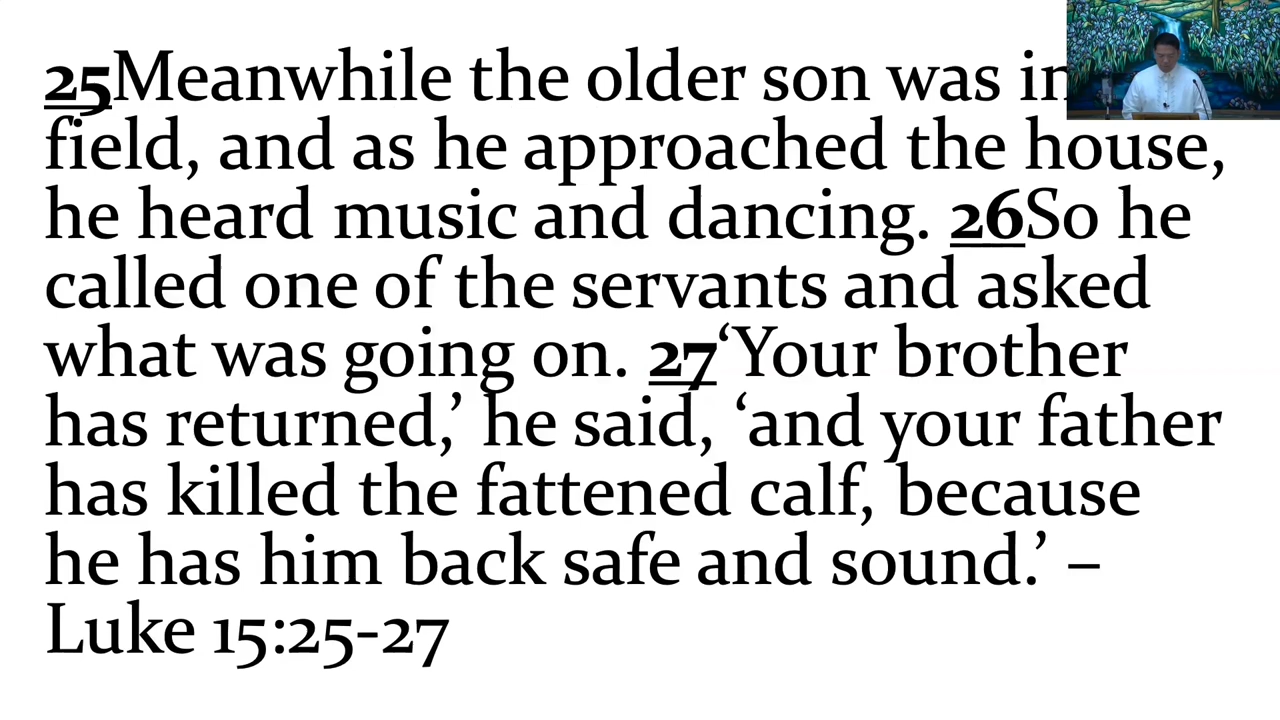 25Meanwhile the older son was in
field, and as he approached the house,
he heard music and dancing. 26So he
called one of the servants and asked
what was going on. 27‘Your brother
has returned,’ he said, ‘and your father
has killed the fattened calf, because
he has him back safe and sound.’ –
Luke 15:25-27